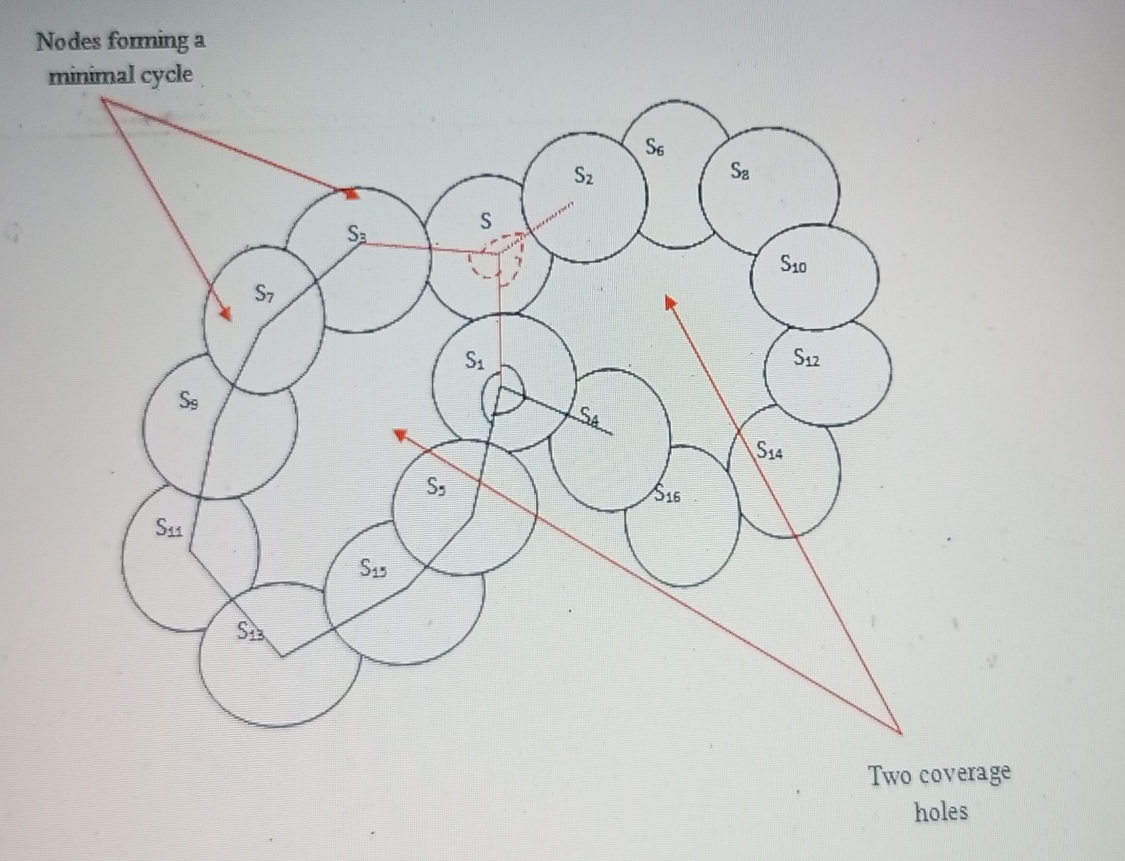 Nodes forming a
minimal cycle
S6
S2
S8
S
S3
S10
S7
S12
S1
S9
S4
S14
S5
S16
S11
S15
S13
Two coverage
holes